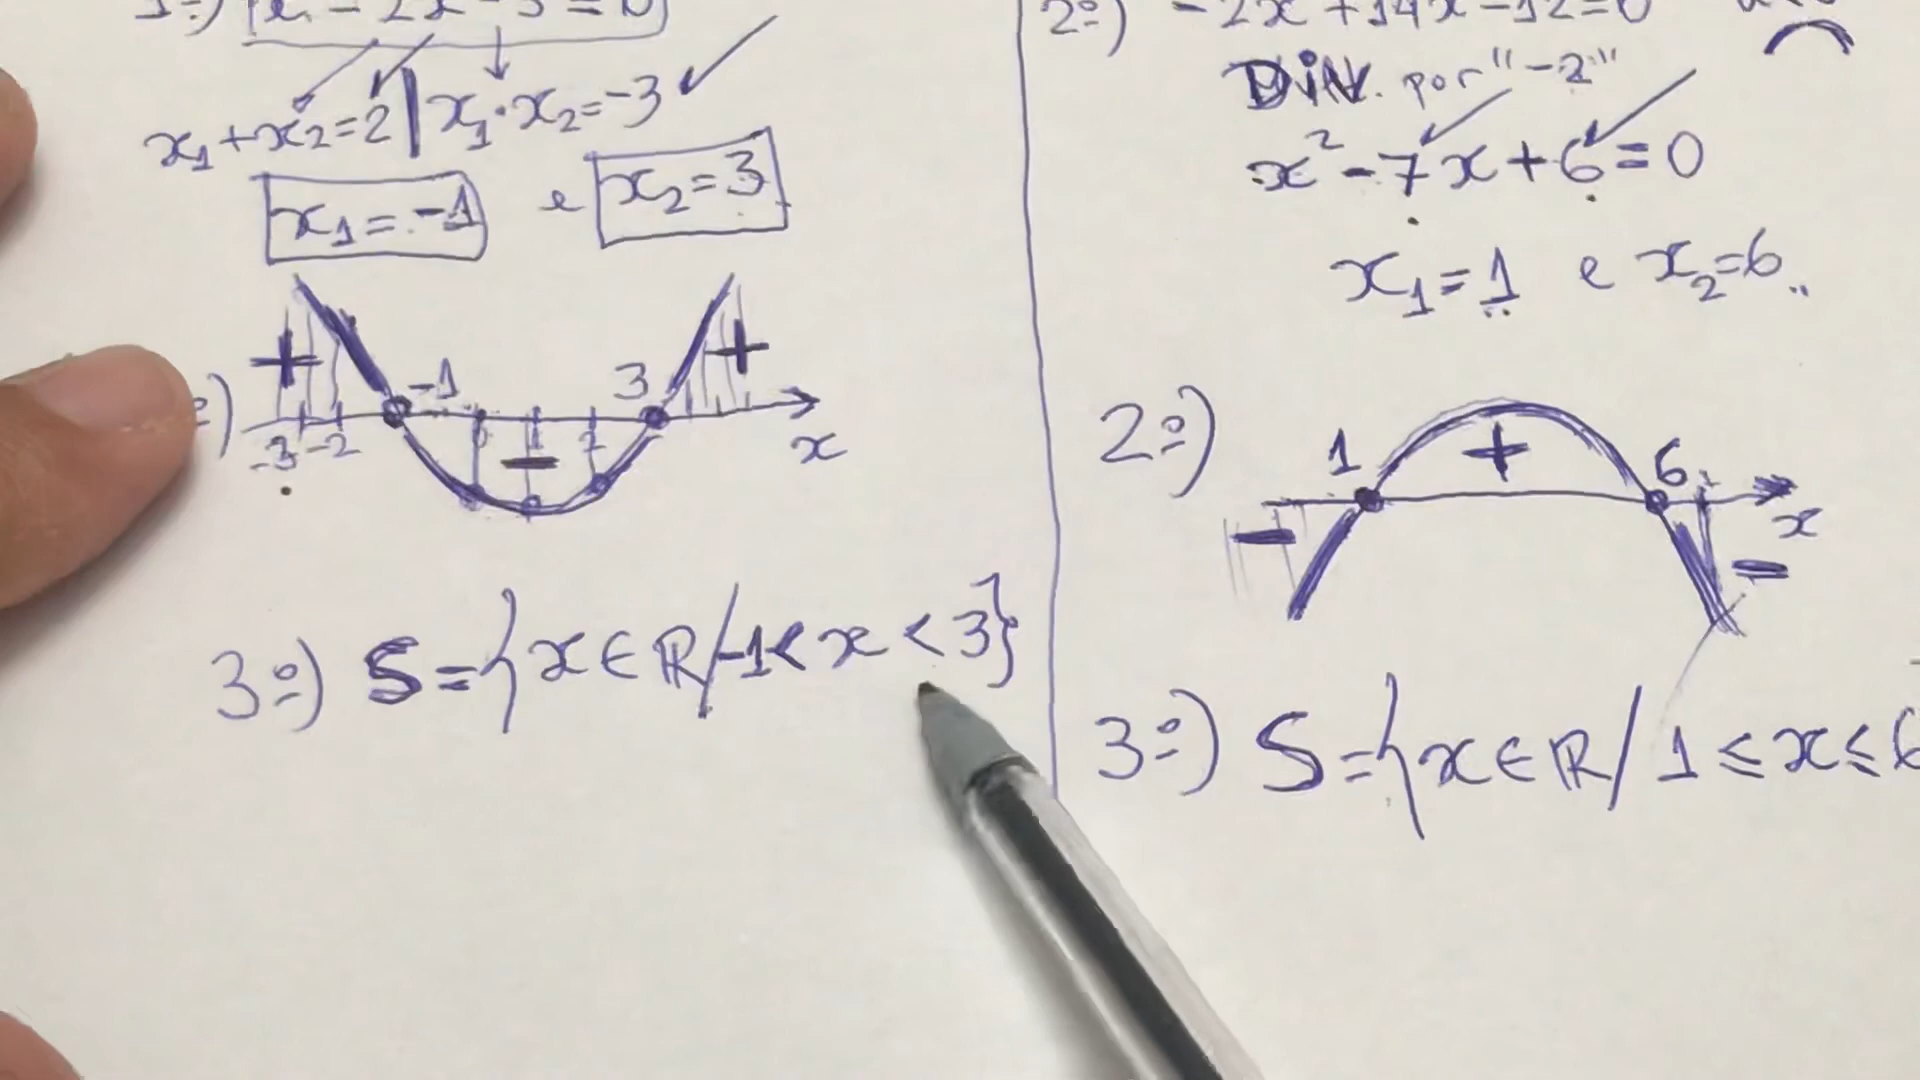 x₁+x₂=2 | x₁·x₂=-3
x₁=-1 e x₂=3
+ -1 3 +
-3 -2 1 2 x
-
3º) S={x∈ℝ/-1<x<3}
2º) -2x²+14x-12=0
Div. por "-2"
x²-7x+6=0
x₁=1 e x₂=6
2º) 1 + 6
- x
-
3º) S={x∈ℝ/ 1≤x≤6